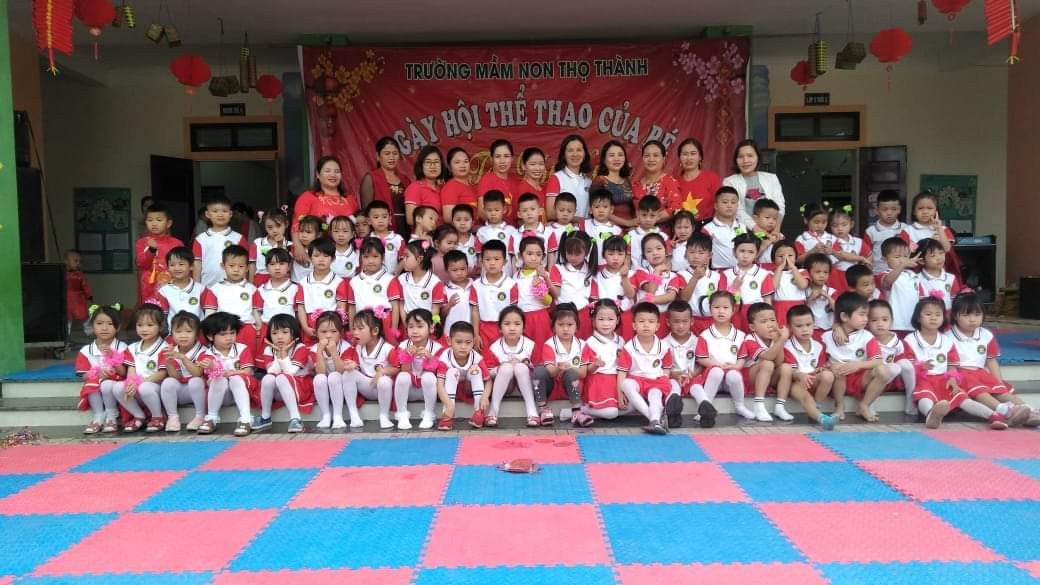 TRƯỜNG MẦM NON THỌ THÀNH
GÀY HỘI THỂ THAO CỦA BÉ